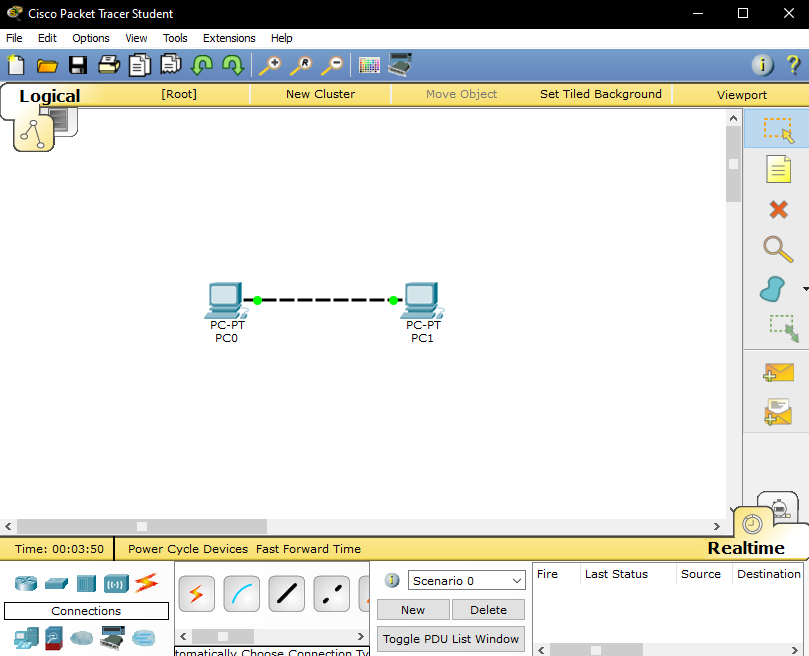 Cisco Packet Tracer Student
File Edit Options View Tools Extensions Help
Logical [Root] New Cluster Move Object Set Tiled Background Viewport
PC-PT PC-PT
PC0 PC1
Time: 00:03:50 Power Cycle Devices Fast Forward Time Realtime
Scenario 0 Fire Last Status Source Destination
Connections New Delete
Toggle PDU List Window
tomatically Choose Connection Ty